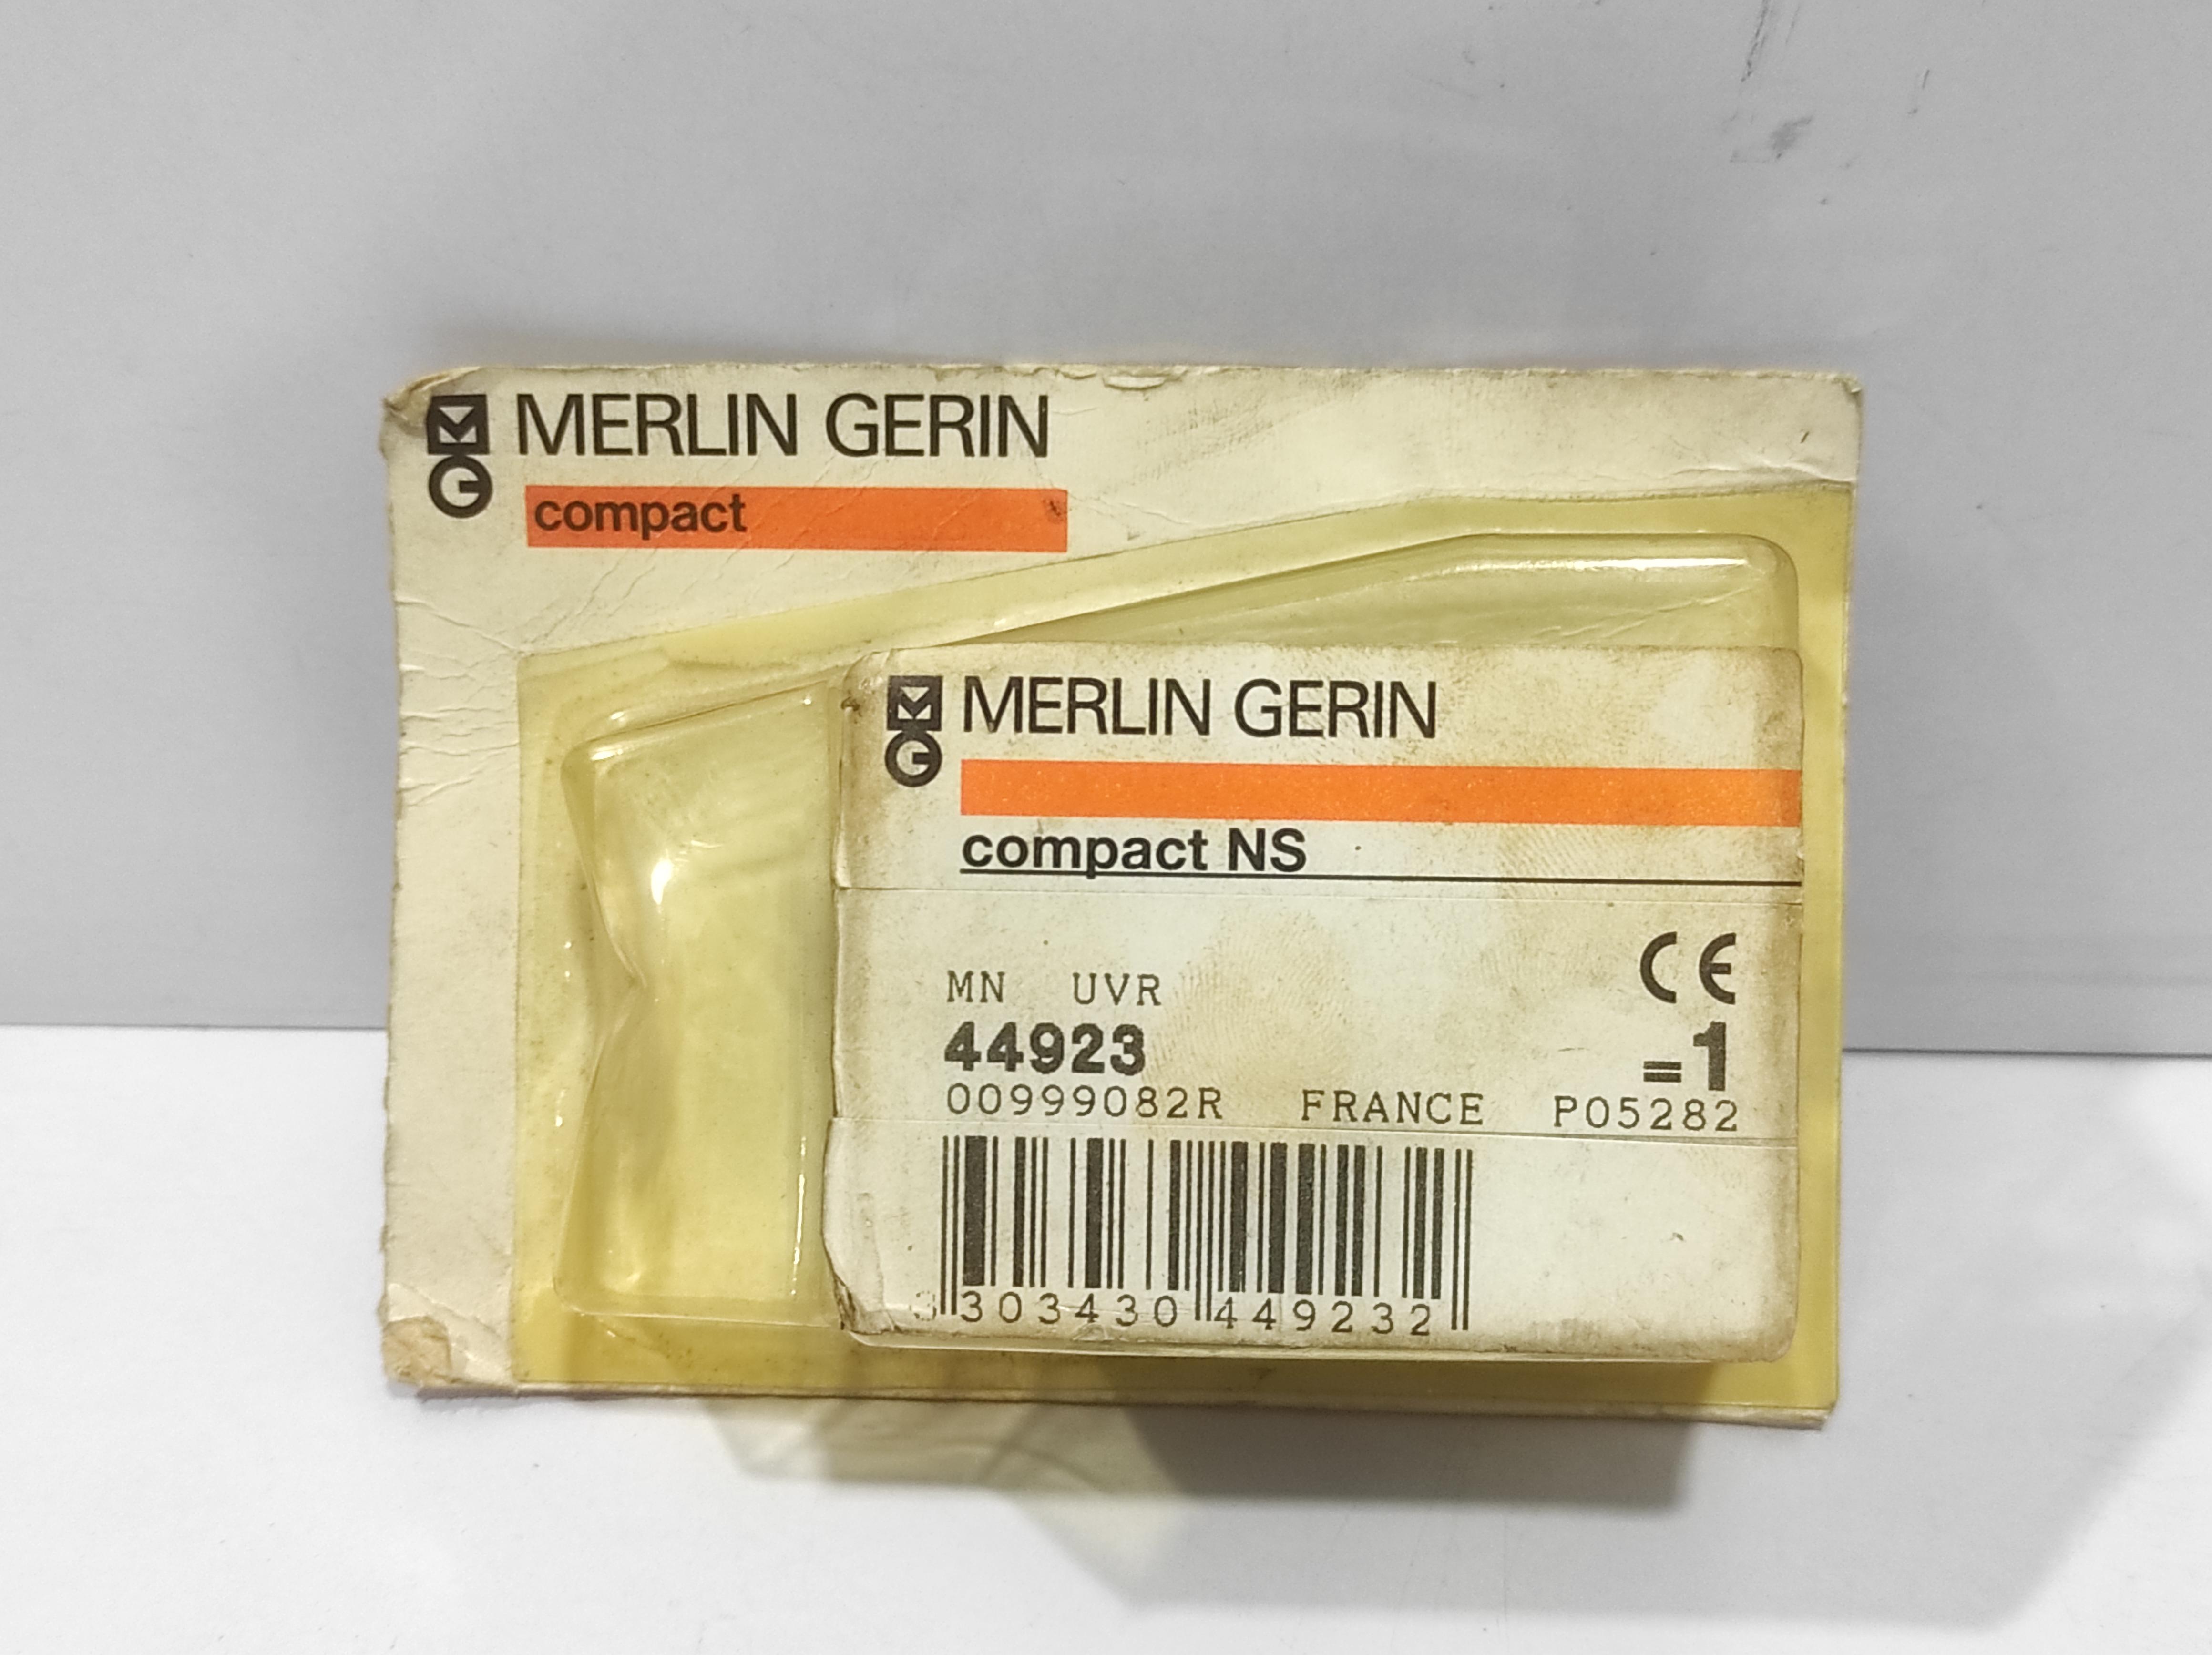 MERLIN GERIN
compact
MERLIN GERIN
compact NS
CE
MN UVR
44923 =1
00999082R FRANCE P05282
3 303430 449232